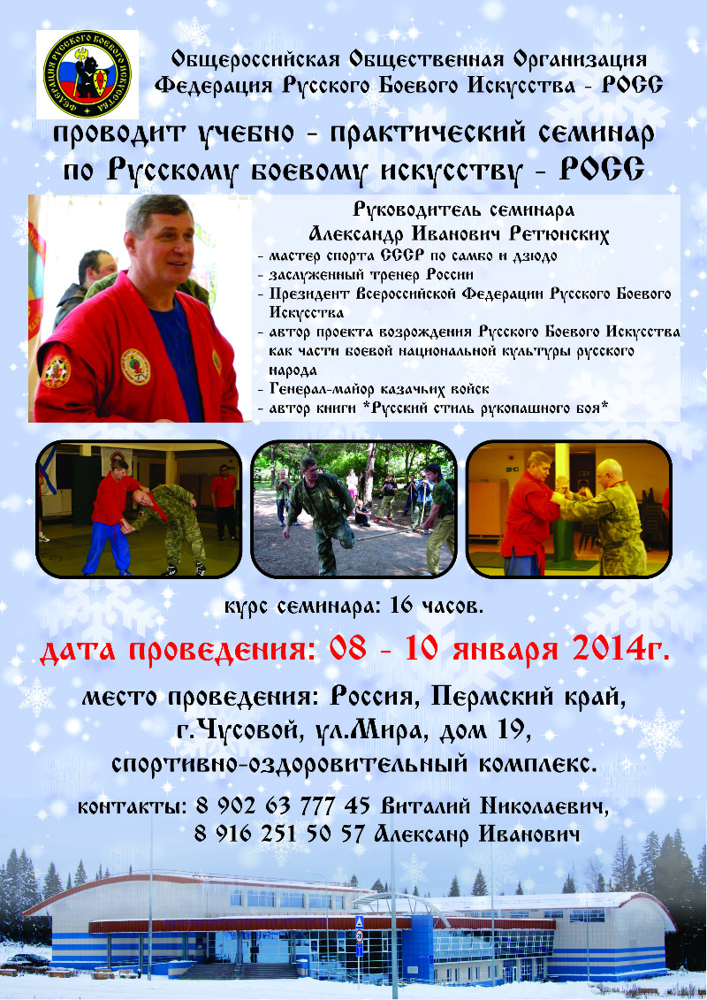 ФЕДЕРАЦИЯ РУССКОГО БОЕВОГО ИСКУССТВА
Общероссийская Общественная Организация
Федерация Русского Боевого Искусства - РОСС
проводит учебно - практический семинар
по Русскому боевому искусству - РОСС
Руководитель семинара
Александр Иванович Ретюнских
- мастер спорта СССР по самбо и дзюдо
- заслуженный тренер России
- Президент Всероссийской Федерации Русского Боевого
Искусства
- автор проекта возрождения Русского Боевого Искусства
как части боевой национальной культуры русского
народа
- Генерал-майор казачьих войск
- автор книги *Русский стиль рукопашного боя*
курс семинара: 16 часов.
дата проведения: 08 - 10 января 2014г.
место проведения: Россия, Пермский край,
г.Чусовой, ул.Мира, дом 19,
спортивно-оздоровительный комплекс.
контакты: 8 902 63 777 45 Виталий Николаевич,
8 916 251 50 57 Алексанр Иванович